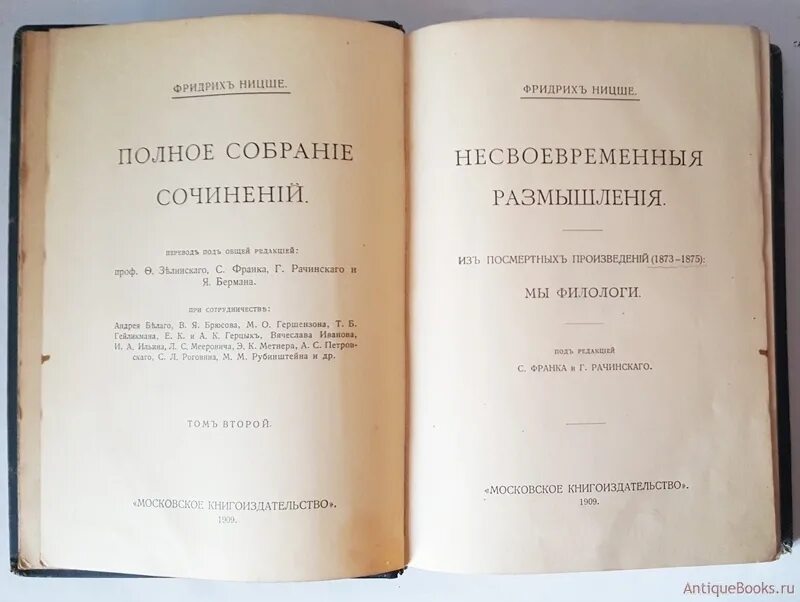 ФРИДРИХЪ НИЦШЕ.
ПОЛНОЕ СОБРАНІЕ
СОЧИНЕНІЙ.
ПЕРЕВОДЪ ПОДЪ ОБЩЕЙ РЕДАКЦІЕЙ:
проф. Ѳ. Зѣлинскаго, С. Франка, Г. Рачинскаго и
Я. Бермана.
ПРИ СОТРУДНИЧЕСТВѢ:
Андрея Бѣлаго, В. Я. Брюсова, М. О. Гершензона, Т. Б.
Гейликмана, Е. К. и А. К. Герцыхъ, Вячеслава Иванова,
И. А. Ильина, Л. С. Мееровича, Э. К. Метнера, А. С. Петров-
скаго, С. Л. Роговина, М. М. Рубинштейна и др.
ТОМЪ ВТОРОЙ.
«МОСКОВСКОЕ КНИГОИЗДАТЕЛЬСТВО».
1909.
ФРИДРИХЪ НИЦШЕ.
НЕСВОЕВРЕМЕННЫЯ
РАЗМЫШЛЕНІЯ.
ИЗЪ ПОСМЕРТНЫХЪ ПРОИЗВЕДЕНІЙ (1873–1875):
МЫ ФИЛОЛОГИ.
ПОДЪ РЕДАКЦІЕЙ
С. ФРАНКА и Г. РАЧИНСКАГО.
«МОСКОВСКОЕ КНИГОИЗДАТЕЛЬСТВО».
1909.
AntiqueBooks.ru